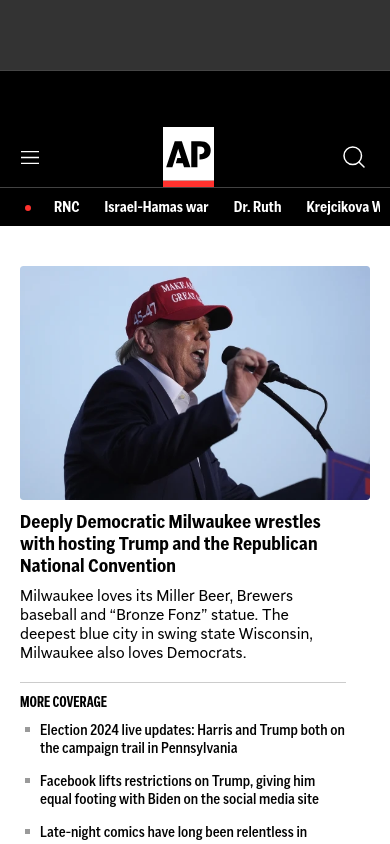 AP
RNC Israel-Hamas war Dr. Ruth Krejcikova W
MAKE A
GREA
45-47
Deeply Democratic Milwaukee wrestles
with hosting Trump and the Republican
National Convention
Milwaukee loves its Miller Beer, Brewers
baseball and “Bronze Fonz” statue. The
deepest blue city in swing state Wisconsin,
Milwaukee also loves Democrats.
MORE COVERAGE
Election 2024 live updates: Harris and Trump both on
the campaign trail in Pennsylvania
Facebook lifts restrictions on Trump, giving him
equal footing with Biden on the social media site
Late-night comics have long been relentless in